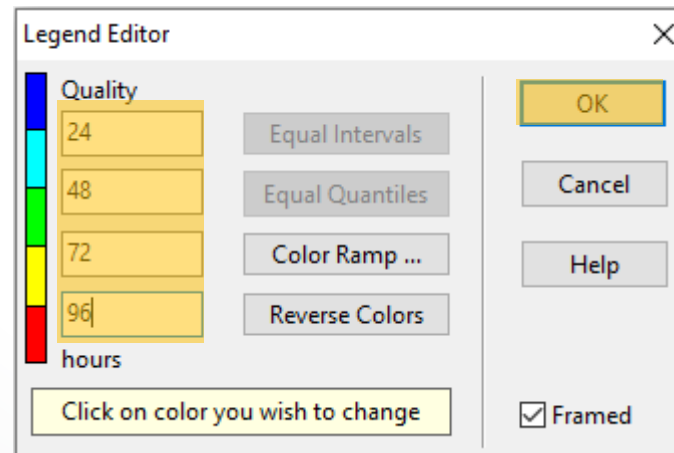 Legend Editor
Quality
24
48
72
96
hours
Equal Intervals
Equal Quantiles
Color Ramp ...
Reverse Colors
Click on color you wish to change
OK
Cancel
Help
Framed